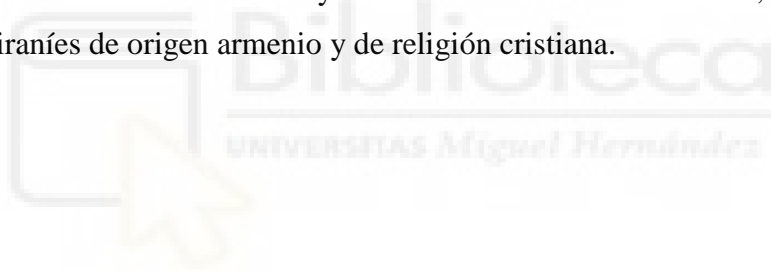 y
iraníes de origen armenio y de religión cristiana.
Biblioteca
UNIVERSITAS Miguel Hernández